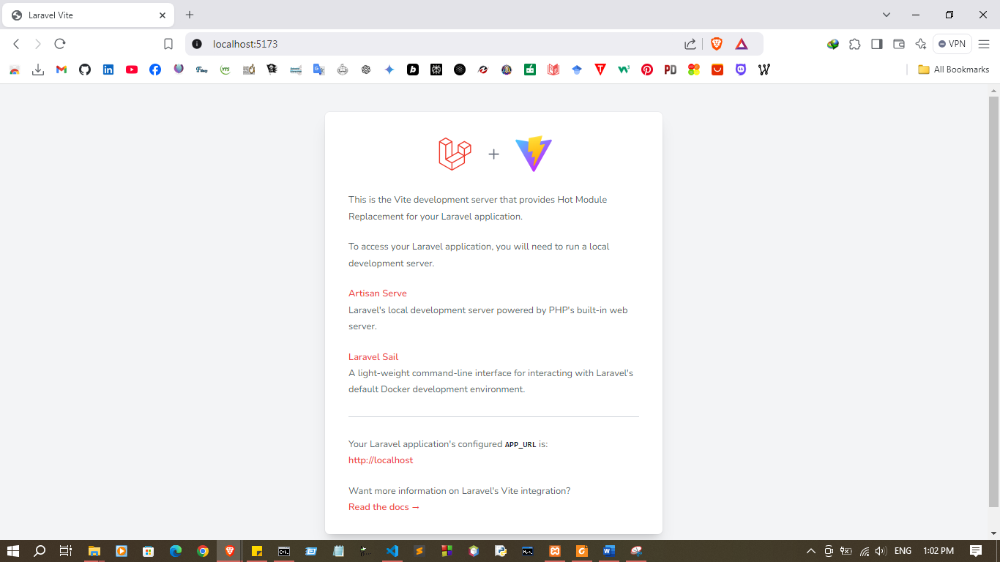 Laravel Vite
localhost:5173
VPN
All Bookmarks
This is the Vite development server that provides Hot Module
Replacement for your Laravel application.
To access your Laravel application, you will need to run a local
development server.
Artisan Serve
Laravel's local development server powered by PHP's built-in web
server.
Laravel Sail
A light-weight command-line interface for interacting with Laravel's
default Docker development environment.
Your Laravel application's configured APP_URL is:
http://localhost
Want more information on Laravel's Vite integration?
Read the docs →
ENG
1:02 PM